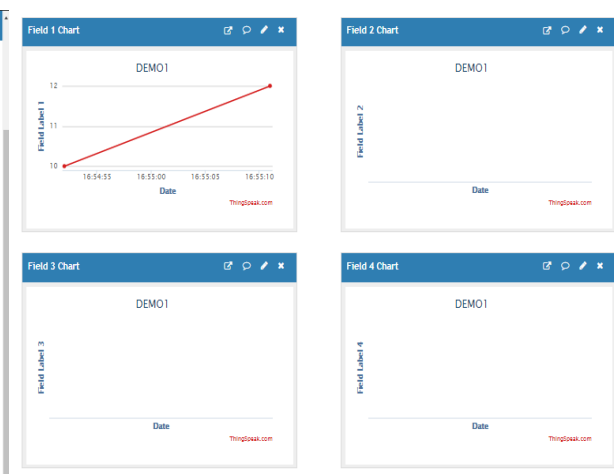 Field 1 Chart
DEMO1
Field Label 1
12
11
10
16:54:55 16:55:00 16:55:05 16:55:10
Date
ThingSpeak.com
Field 2 Chart
DEMO1
Field Label 2
Date
ThingSpeak.com
Field 3 Chart
DEMO1
Field Label 3
Date
ThingSpeak.com
Field 4 Chart
DEMO1
Field Label 4
Date
ThingSpeak.com